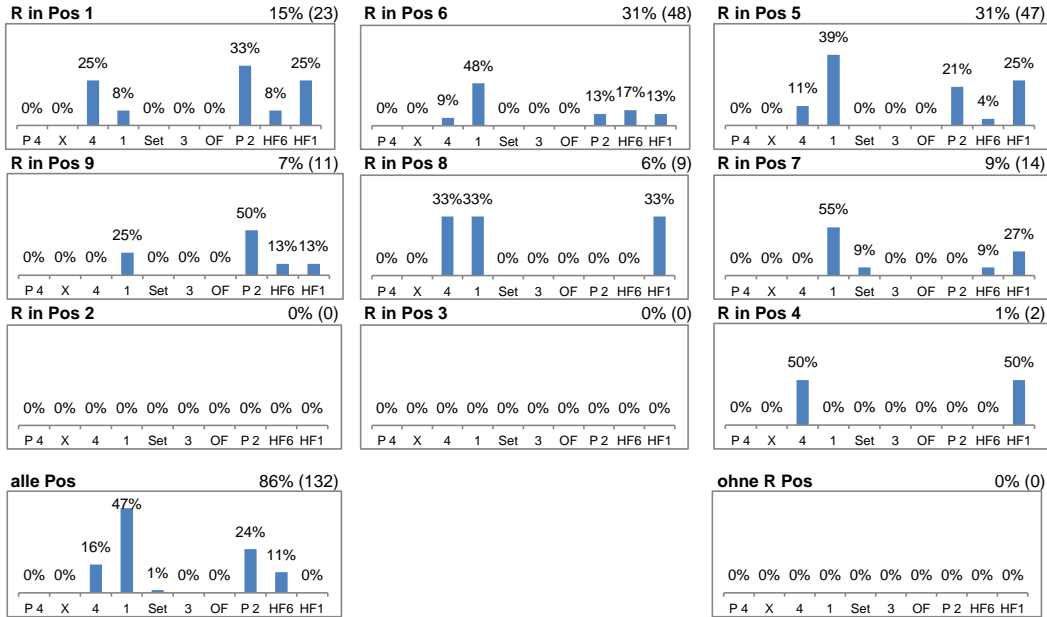 R in Pos 1 15% (23)
0% 0% 25% 8% 0% 0% 0% 33% 8% 25%
P 4 X 4 1 Set 3 OF P 2 HF6 HF1
R in Pos 6 31% (48)
0% 0% 9% 48% 0% 0% 0% 13% 17% 13%
P 4 X 4 1 Set 3 OF P 2 HF6 HF1
R in Pos 5 31% (47)
0% 0% 11% 39% 0% 0% 0% 21% 4% 25%
P 4 X 4 1 Set 3 OF P 2 HF6 HF1
R in Pos 9 7% (11)
0% 0% 0% 25% 0% 0% 0% 50% 13% 13%
P 4 X 4 1 Set 3 OF P 2 HF6 HF1
R in Pos 8 6% (9)
0% 0% 33% 33% 0% 0% 0% 0% 0% 33%
P 4 X 4 1 Set 3 OF P 2 HF6 HF1
R in Pos 7 9% (14)
0% 0% 0% 55% 9% 0% 0% 0% 9% 27%
P 4 X 4 1 Set 3 OF P 2 HF6 HF1
R in Pos 2 0% (0)
0% 0% 0% 0% 0% 0% 0% 0% 0% 0%
P 4 X 4 1 Set 3 OF P 2 HF6 HF1
R in Pos 3 0% (0)
0% 0% 0% 0% 0% 0% 0% 0% 0% 0%
P 4 X 4 1 Set 3 OF P 2 HF6 HF1
R in Pos 4 1% (2)
0% 0% 50% 0% 0% 0% 0% 0% 0% 50%
P 4 X 4 1 Set 3 OF P 2 HF6 HF1
alle Pos 86% (132)
0% 0% 16% 47% 1% 0% 0% 24% 11% 0%
P 4 X 4 1 Set 3 OF P 2 HF6 HF1
ohne R Pos 0% (0)
0% 0% 0% 0% 0% 0% 0% 0% 0% 0%
P 4 X 4 1 Set 3 OF P 2 HF6 HF1